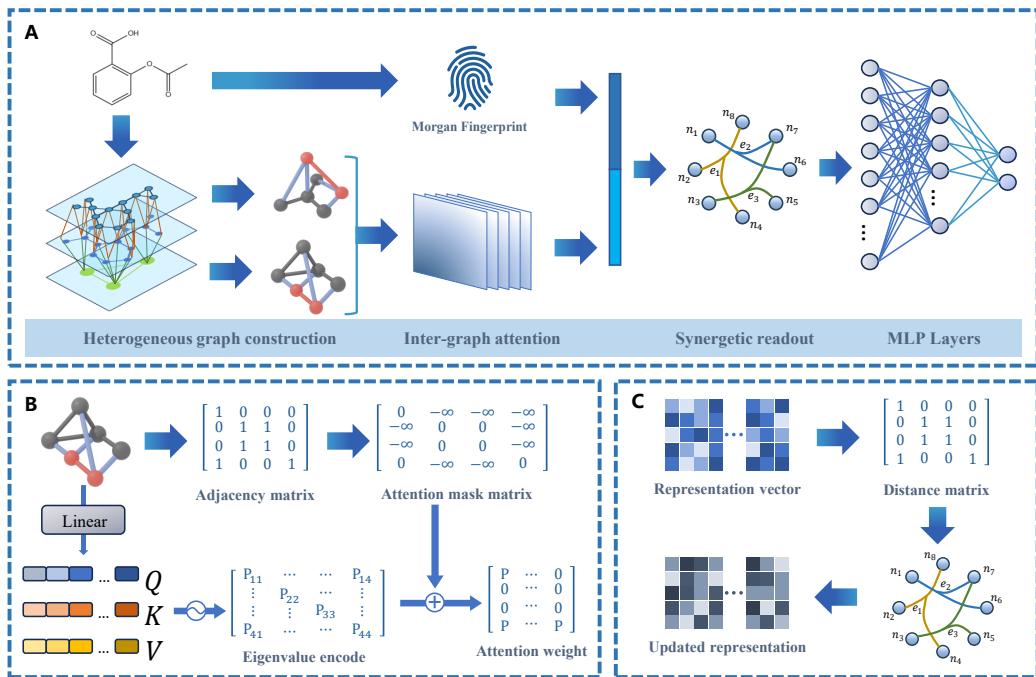 A
OH
O
O
O
Morgan Fingerprint
n8
n1
n7
e2
n6
n2
e1
n3
e3
n5
n4
Heterogeneous graph construction
Inter-graph attention
Synergetic readout
MLP Layers
B
1 0 0 0
0 1 1 0
0 1 1 0
1 0 0 1
Adjacency matrix
0 −∞ −∞ −∞
−∞ 0 0 −∞
−∞ 0 0 −∞
0 −∞ −∞ 0
Attention mask matrix
Linear
... Q
... K
... V
P11 ⋯ ⋯ P14
⋮ P22 ⋯ ⋮
⋮ ⋯ P33 ⋮
P41 ⋯ ⋯ P44
Eigenvalue encode
+
P ⋯ 0
0 ⋯ 0
0 ⋯ 0
P ⋯ P
Attention weight
C
...
Representation vector
1 0 0 0
0 1 1 0
0 1 1 0
1 0 0 1
Distance matrix
...
Updated representation
n8
n1
n7
e2
n6
n2
e1
n3
e3
n5
n4